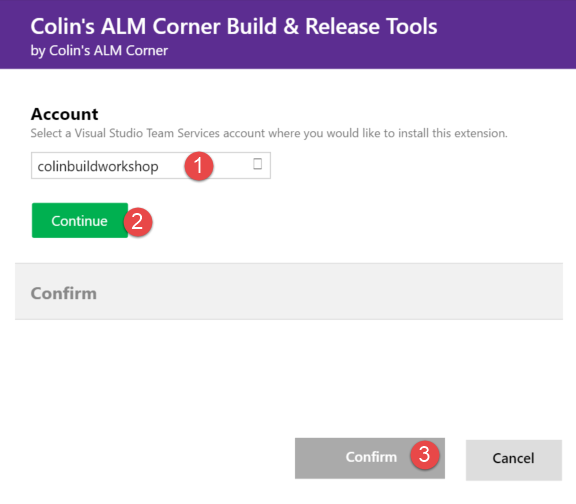 Colin's ALM Corner Build & Release Tools
by Colin's ALM Corner
Account
Select a Visual Studio Team Services account where you would like to install this extension.
colinbuildworkshop 1
Continue 2
Confirm
Confirm 3 Cancel